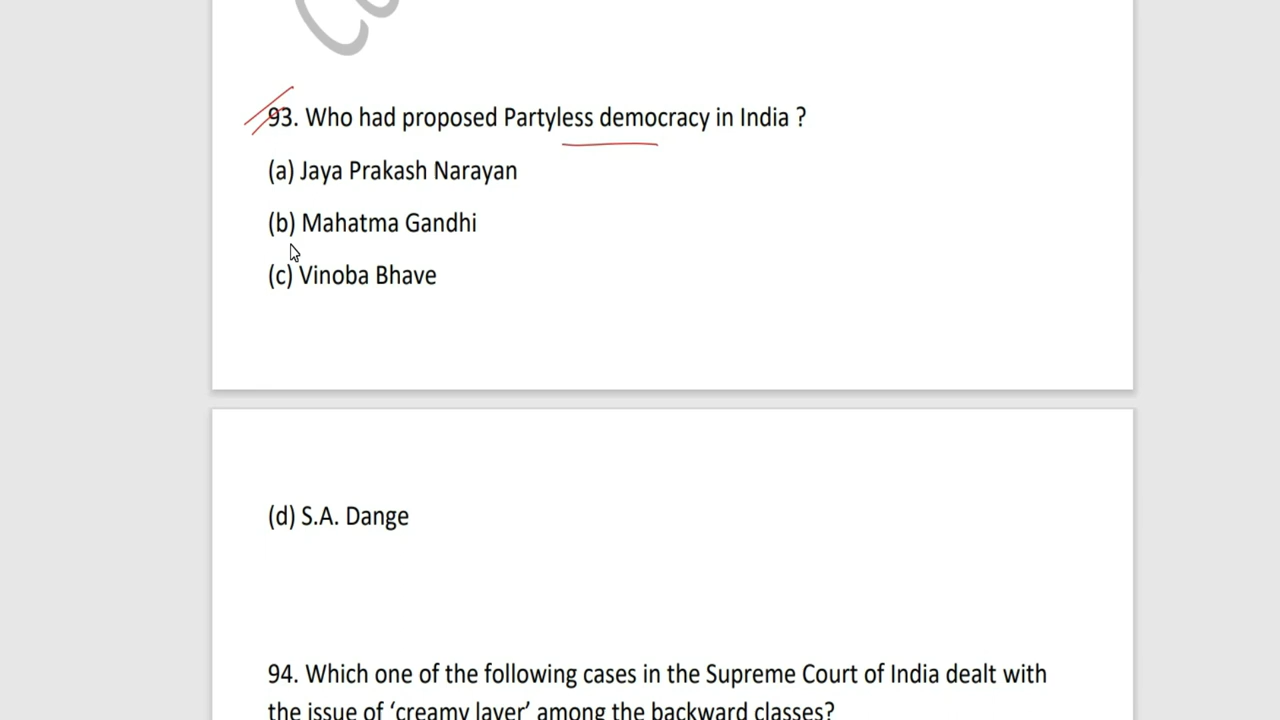 93. Who had proposed Partyless democracy in India ?
(a) Jaya Prakash Narayan
(b) Mahatma Gandhi
(c) Vinoba Bhave
(d) S.A. Dange
94. Which one of the following cases in the Supreme Court of India dealt with
the issue of ‘creamy layer’ among the backward classes?